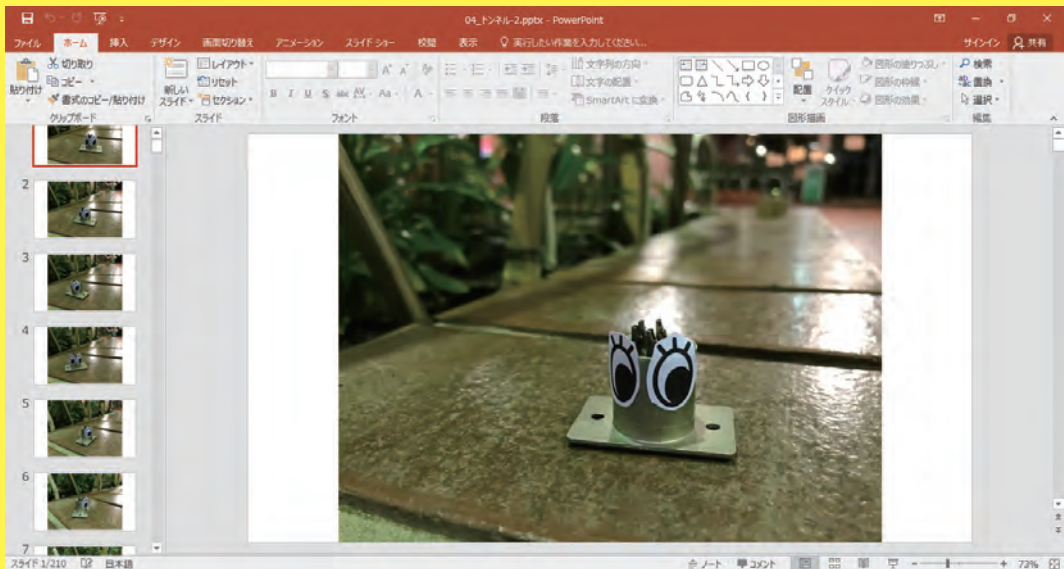 04_トンネル-2.pptx - PowerPoint
ファイル ホーム 挿入 デザイン 画面切り替え アニメーション スライド ショー 校閲 表示 実行したい作業を入力してください... サインイン 共有
貼り付け
切り取り
コピー
書式のコピー/貼り付け
クリップボード
新しい
スライド
レイアウト
リセット
セクション
スライド
B I U S abc AV Aa A
フォント
文字列の方向
文字の配置
SmartArt に変換
段落
配置
クイック
スタイル
図形の塗りつぶし
図形の枠線
図形の効果
図形描画
検索
置換
選択
編集
2
3
4
5
6
7
スライド 1/210 日本語 ノート コメント 73%